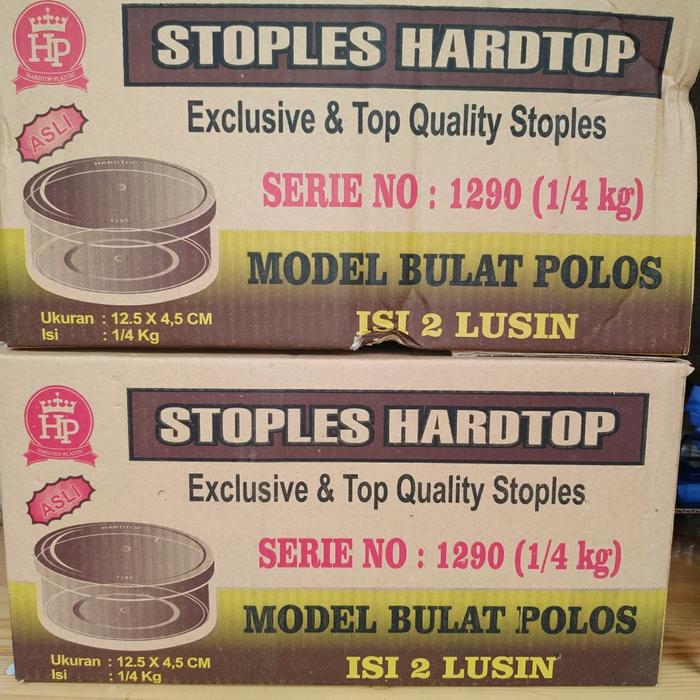 HP
HARDTOP PLASTIC
STOPLES HARDTOP
Exclusive & Top Quality Stoples
ASLI
HARDTOP
1290
SERIE NO : 1290 (1/4 kg)
MODEL BULAT POLOS
Ukuran : 12.5 X 4,5 CM
Isi : 1/4 Kg
ISI 2 LUSIN
HP
HARDTOP PLASTIC
STOPLES HARDTOP
Exclusive & Top Quality Stoples
ASLI
HARDTOP
1290
SERIE NO : 1290 (1/4 kg)
MODEL BULAT POLOS
Ukuran : 12.5 X 4,5 CM
Isi : 1/4 Kg
ISI 2 LUSIN